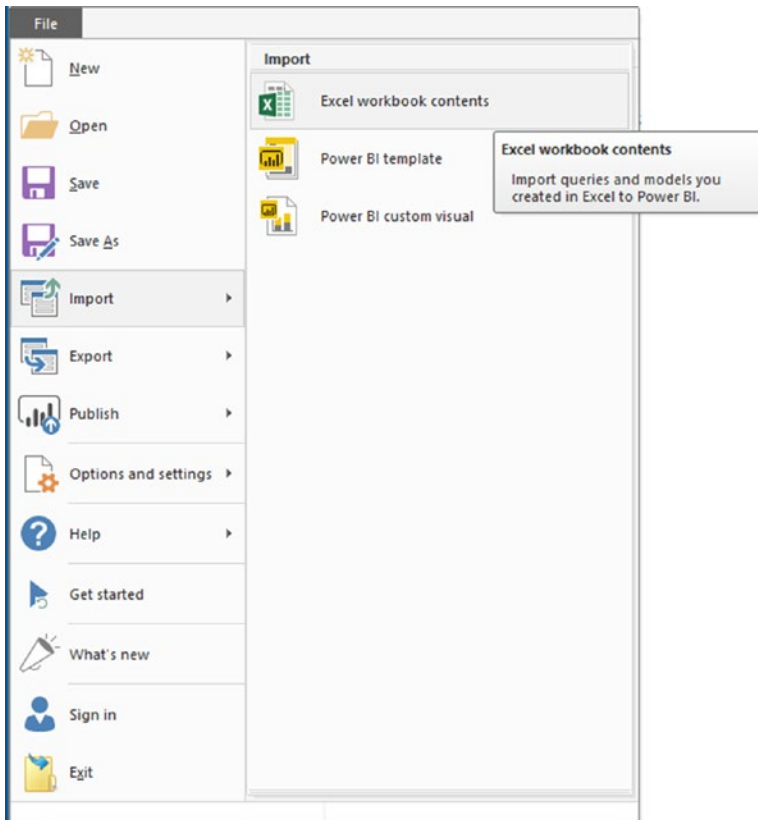 File
New
Open
Save
Save As
Import
Export
Publish
Options and settings
Help
Get started
What's new
Sign in
Exit
Import
Excel workbook contents
Power BI template
Power BI custom visual
Excel workbook contents
Import queries and models you
created in Excel to Power BI.